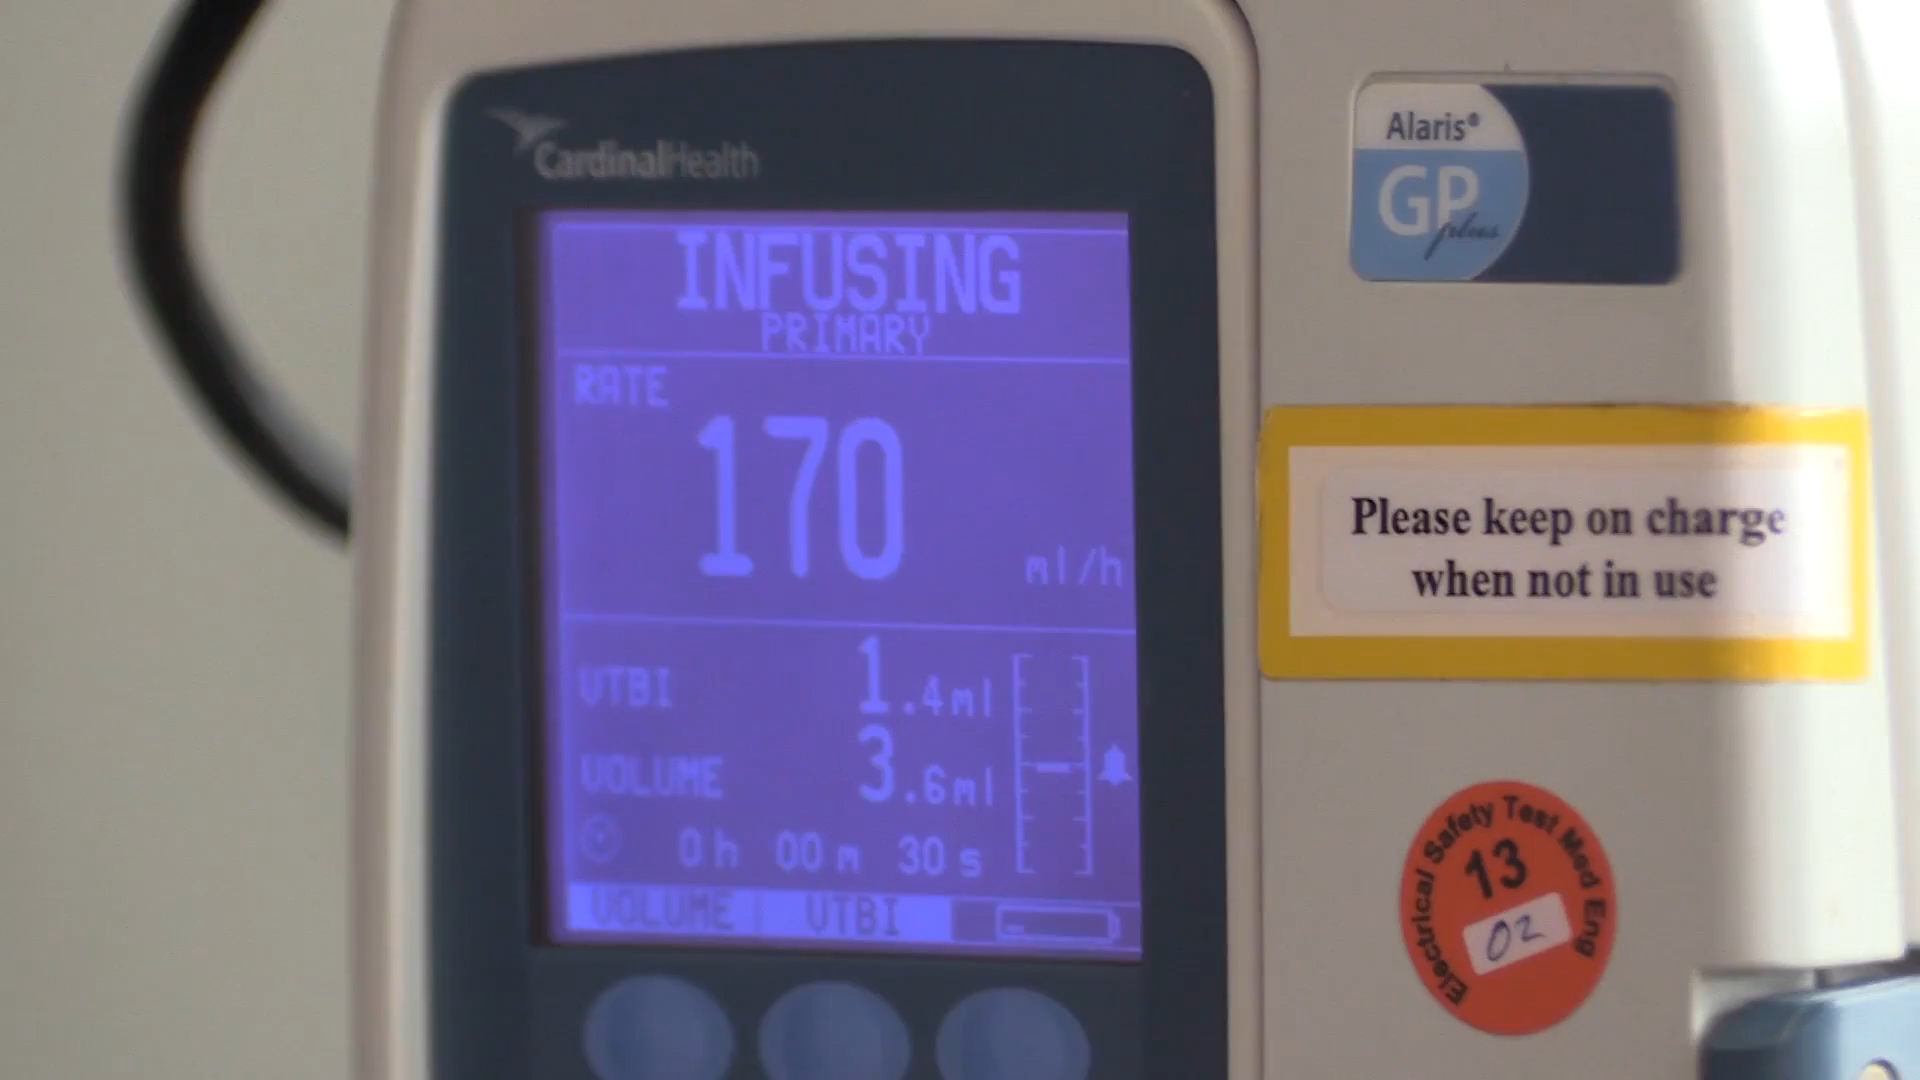 CardinalHealth
INFUSING
PRIMARY
RATE
170
ml/h
VTBI 1.4ml
VOLUME 3.6ml
0h 00m 30s
VOLUME VTBI
Alaris®
GP
plus
Please keep on charge
when not in use
Electrical Safety Test Med Eng
13
02